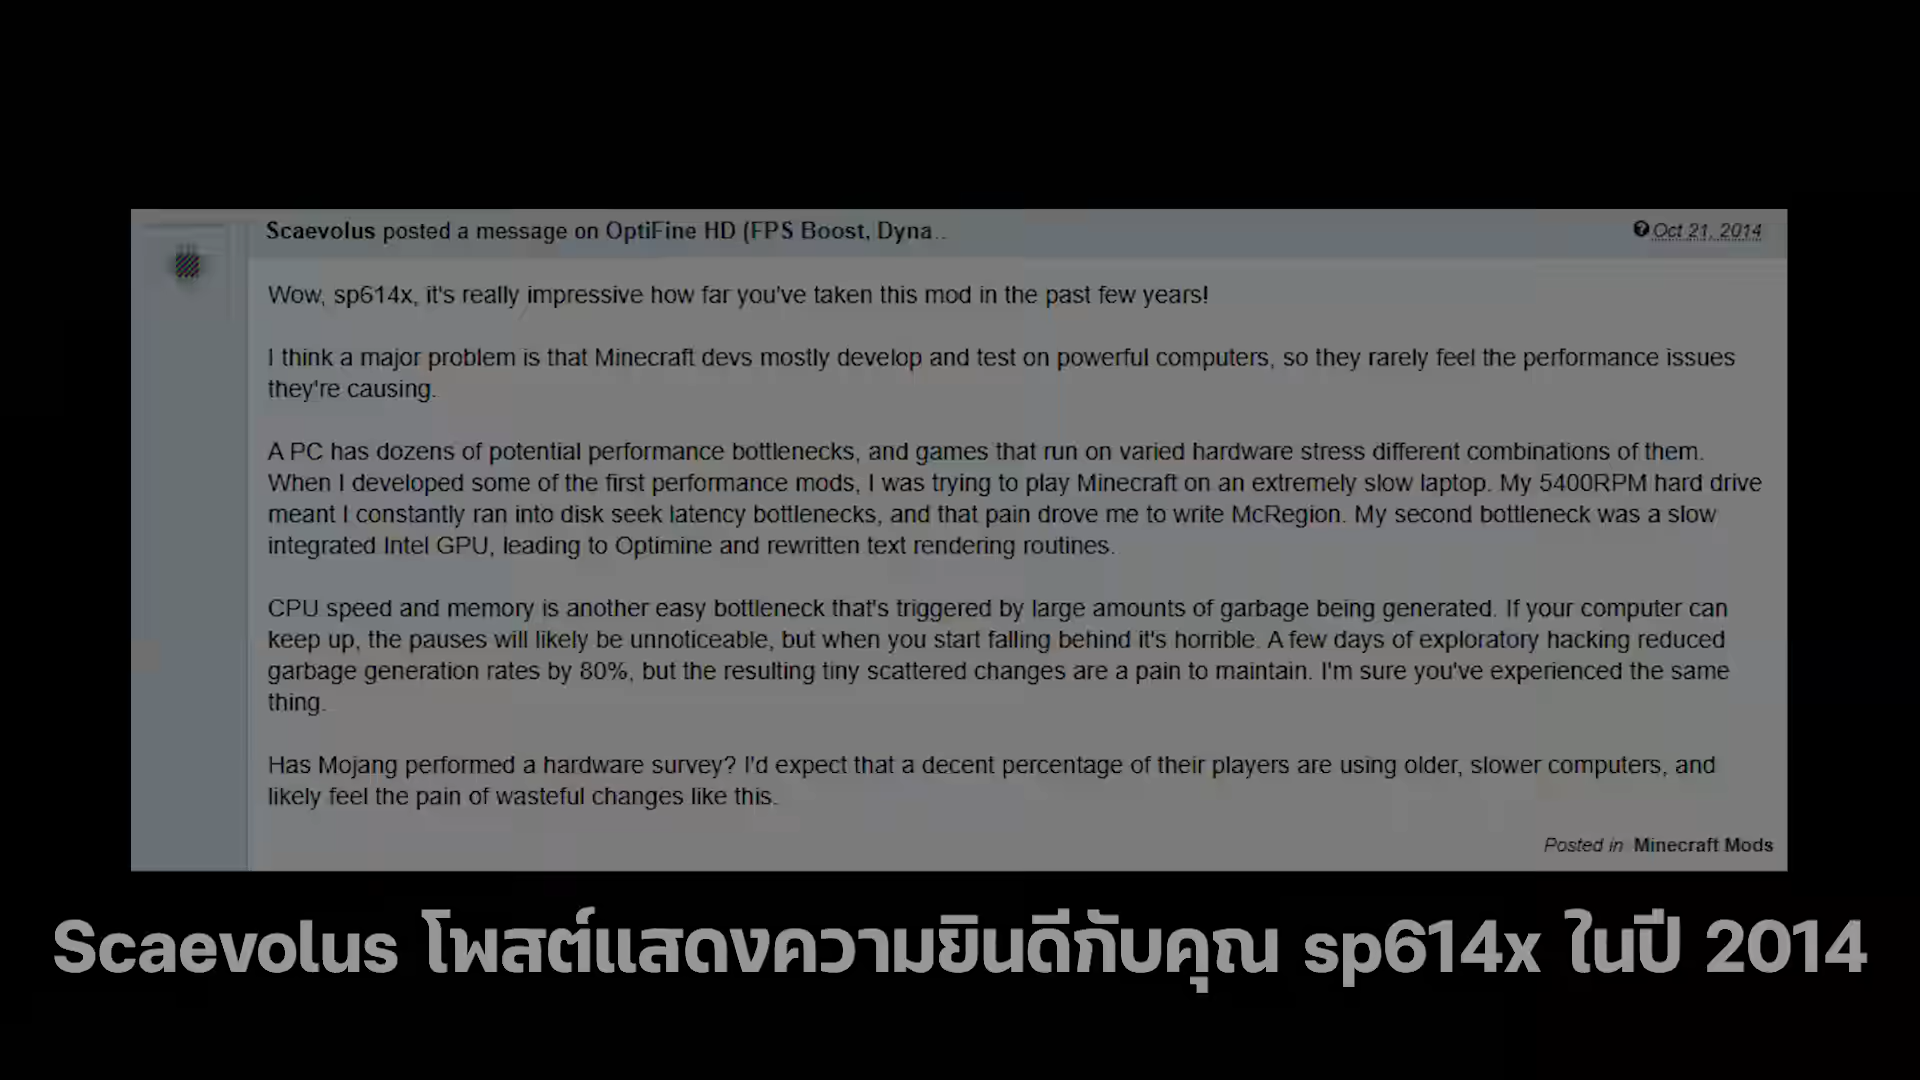 Scaevolus posted a message on OptiFine HD (FPS Boost, Dyna...
Oct 21, 2014
Wow, sp614x, it's really impressive how far you've taken this mod in the past few years!
I think a major problem is that Minecraft devs mostly develop and test on powerful computers, so they rarely feel the performance issues
they're causing.
A PC has dozens of potential performance bottlenecks, and games that run on varied hardware stress different combinations of them.
When I developed some of the first performance mods, I was trying to play Minecraft on an extremely slow laptop. My 5400RPM hard drive
meant I constantly ran into disk seek latency bottlenecks, and that pain drove me to write McRegion. My second bottleneck was a slow
integrated Intel GPU, leading to Optimine and rewritten text rendering routines.
CPU speed and memory is another easy bottleneck that's triggered by large amounts of garbage being generated. If your computer can
keep up, the pauses will likely be unnoticeable, but when you start falling behind it's horrible. A few days of exploratory hacking reduced
garbage generation rates by 80%, but the resulting tiny scattered changes are a pain to maintain. I'm sure you've experienced the same
thing.
Has Mojang performed a hardware survey? I'd expect that a decent percentage of their players are using older, slower computers, and
likely feel the pain of wasteful changes like this.
Posted in Minecraft Mods
Scaevolus โพสต์แสดงความยินดีกับคุณ sp614x ในปี 2014